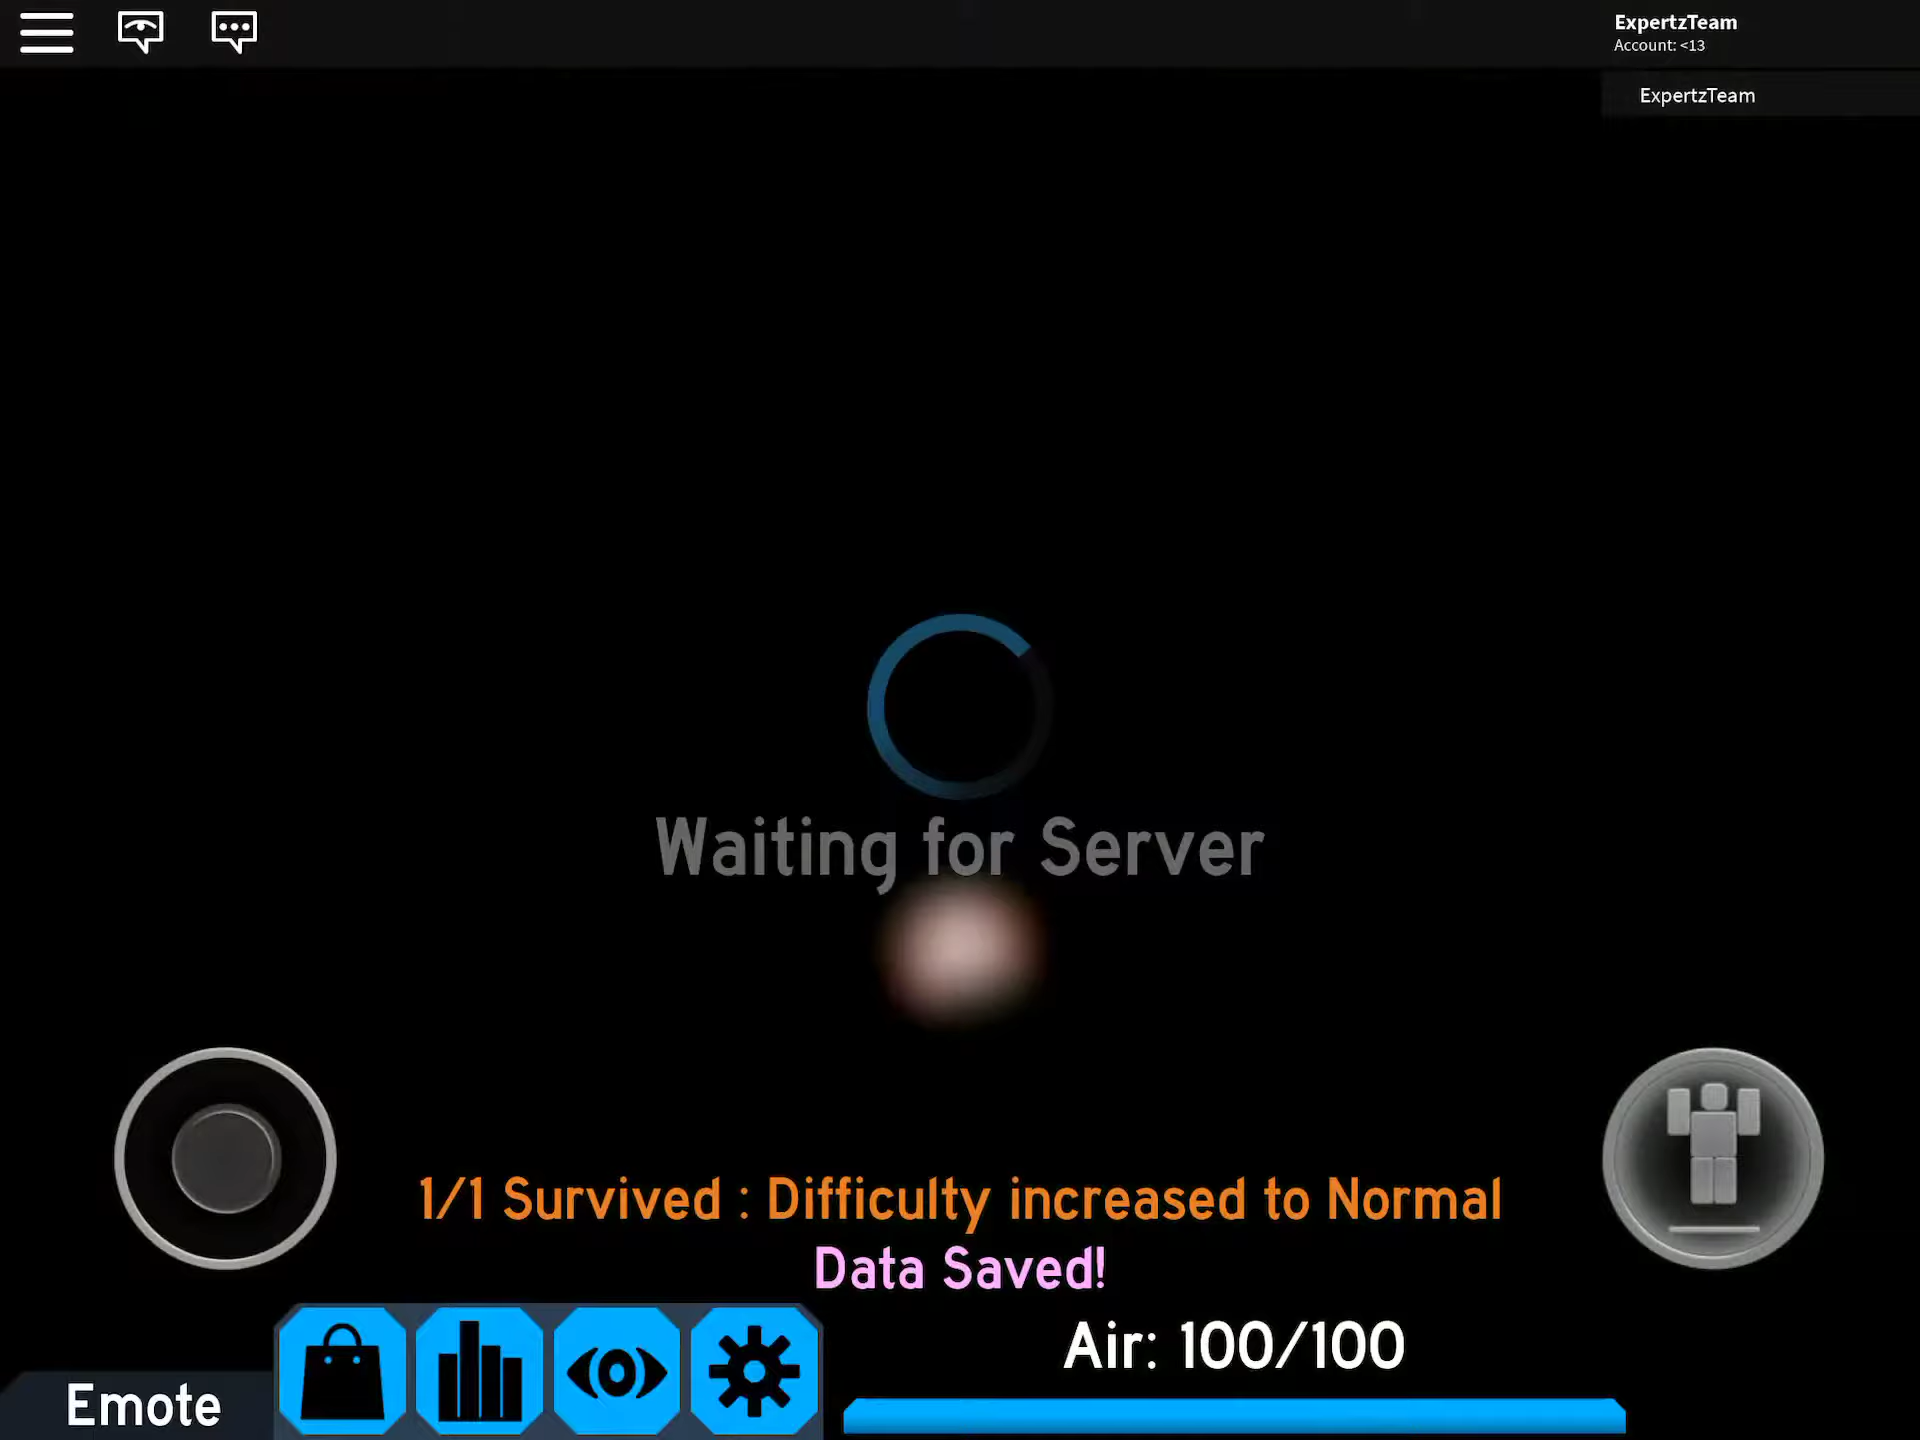 ExpertzTeam
Account: <13
ExpertzTeam
Waiting for Server
1/1 Survived : Difficulty increased to Normal
Data Saved!
Air: 100/100
Emote